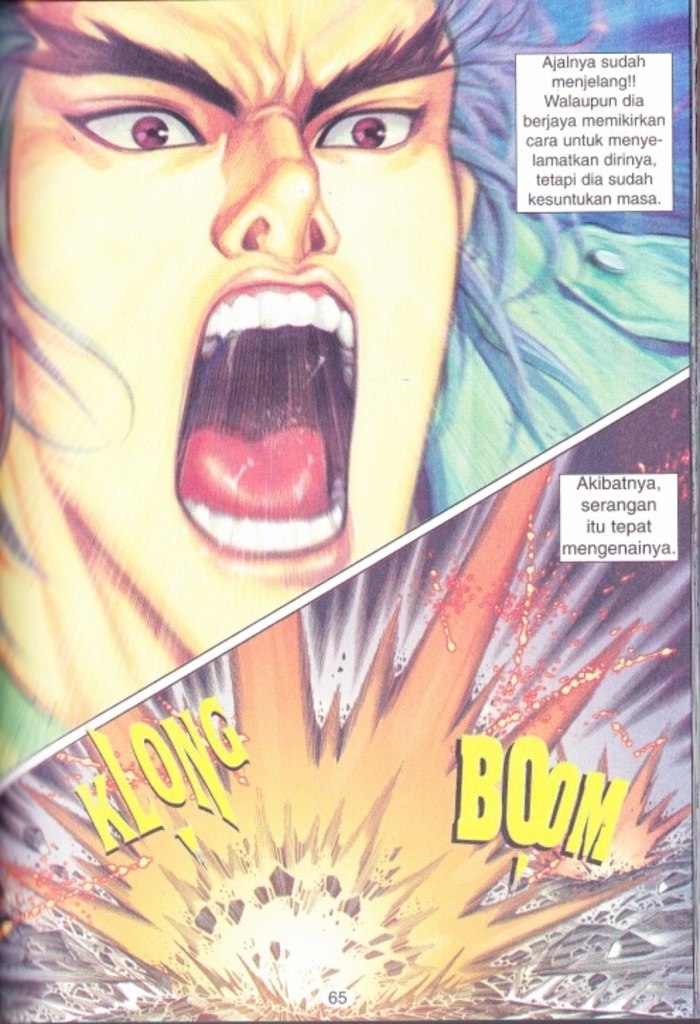 Ajalnya sudah
menjelang!!
Walaupun dia
berjaya memikirkan
cara untuk menye-
lamatkan dirinya,
tetapi dia sudah
kesuntukan masa.
Akibatnya,
serangan
itu tepat
mengenainya.
KLONG!
BOOM!
65